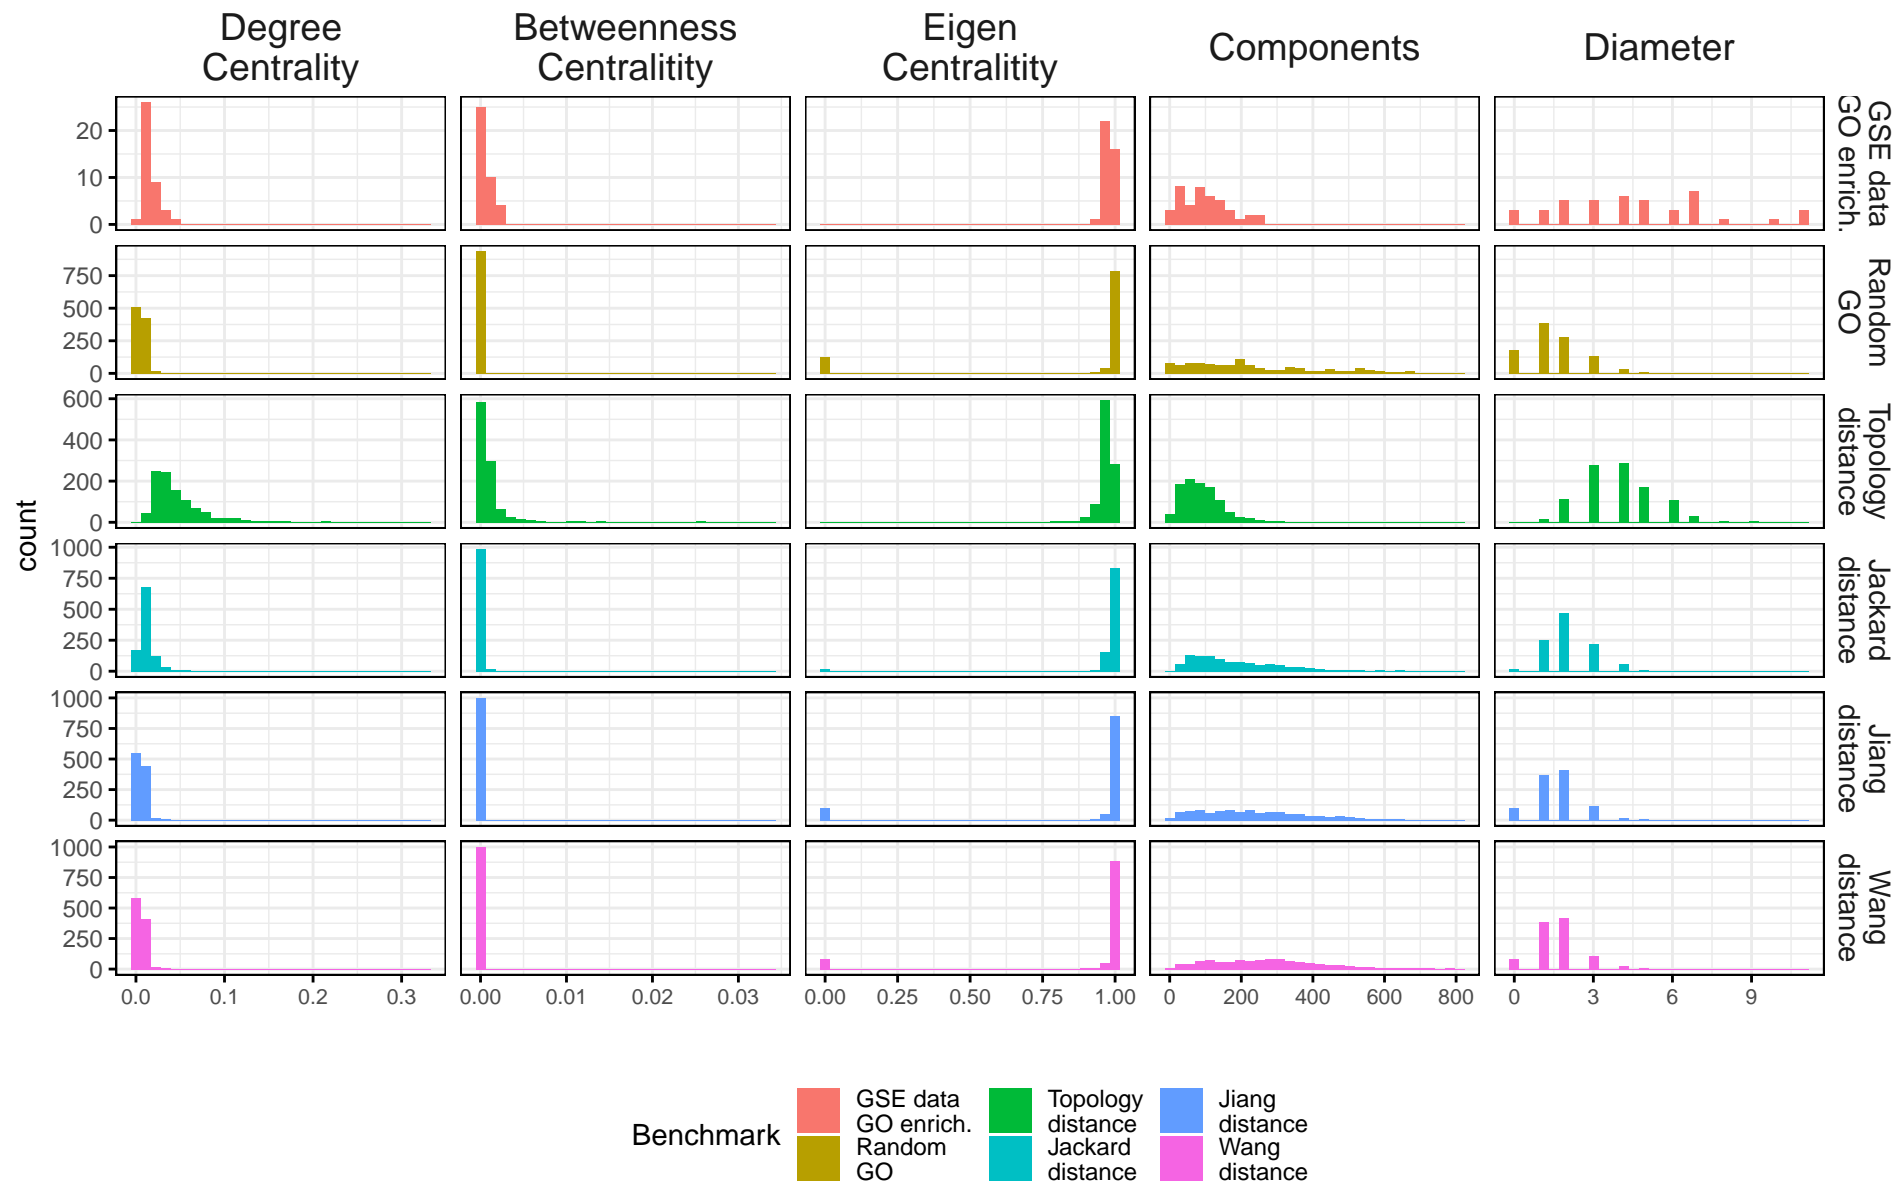 Degree
Centrality
Betweenness
Centralitity
Eigen
Centralitity
Components
Diameter
20
10
0
GSE data
GO enrich.
750
500
250
0
Random
GO
600
400
200
0
Topology
distance
count
1000
750
500
250
0
Jackard
distance
1000
750
500
250
0
Jiang
distance
1000
750
500
250
0
Wang
distance
0.0 0.1 0.2 0.3
0.00 0.01 0.02 0.03
0.00 0.25 0.50 0.75 1.00
0 200 400 600 800
0 3 6 9
Benchmark
GSE data
GO enrich.
Random
GO
Topology
distance
Jackard
distance
Jiang
distance
Wang
distance